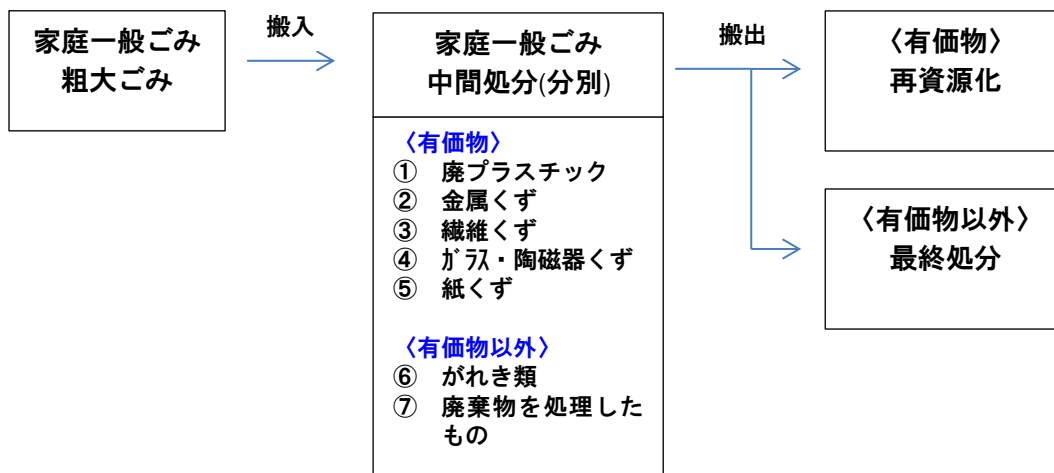 家庭一般ごみ
粗大ごみ
搬入
家庭一般ごみ
中間処分(分別)
〈有価物〉
① 廃プラスチック
② 金属くず
③ 繊維くず
④ ｶﾞﾗｽ・陶磁器くず
⑤ 紙くず
〈有価物以外〉
⑥ がれき類
⑦ 廃棄物を処理した
もの
搬出
〈有価物〉
再資源化
〈有価物以外〉
最終処分